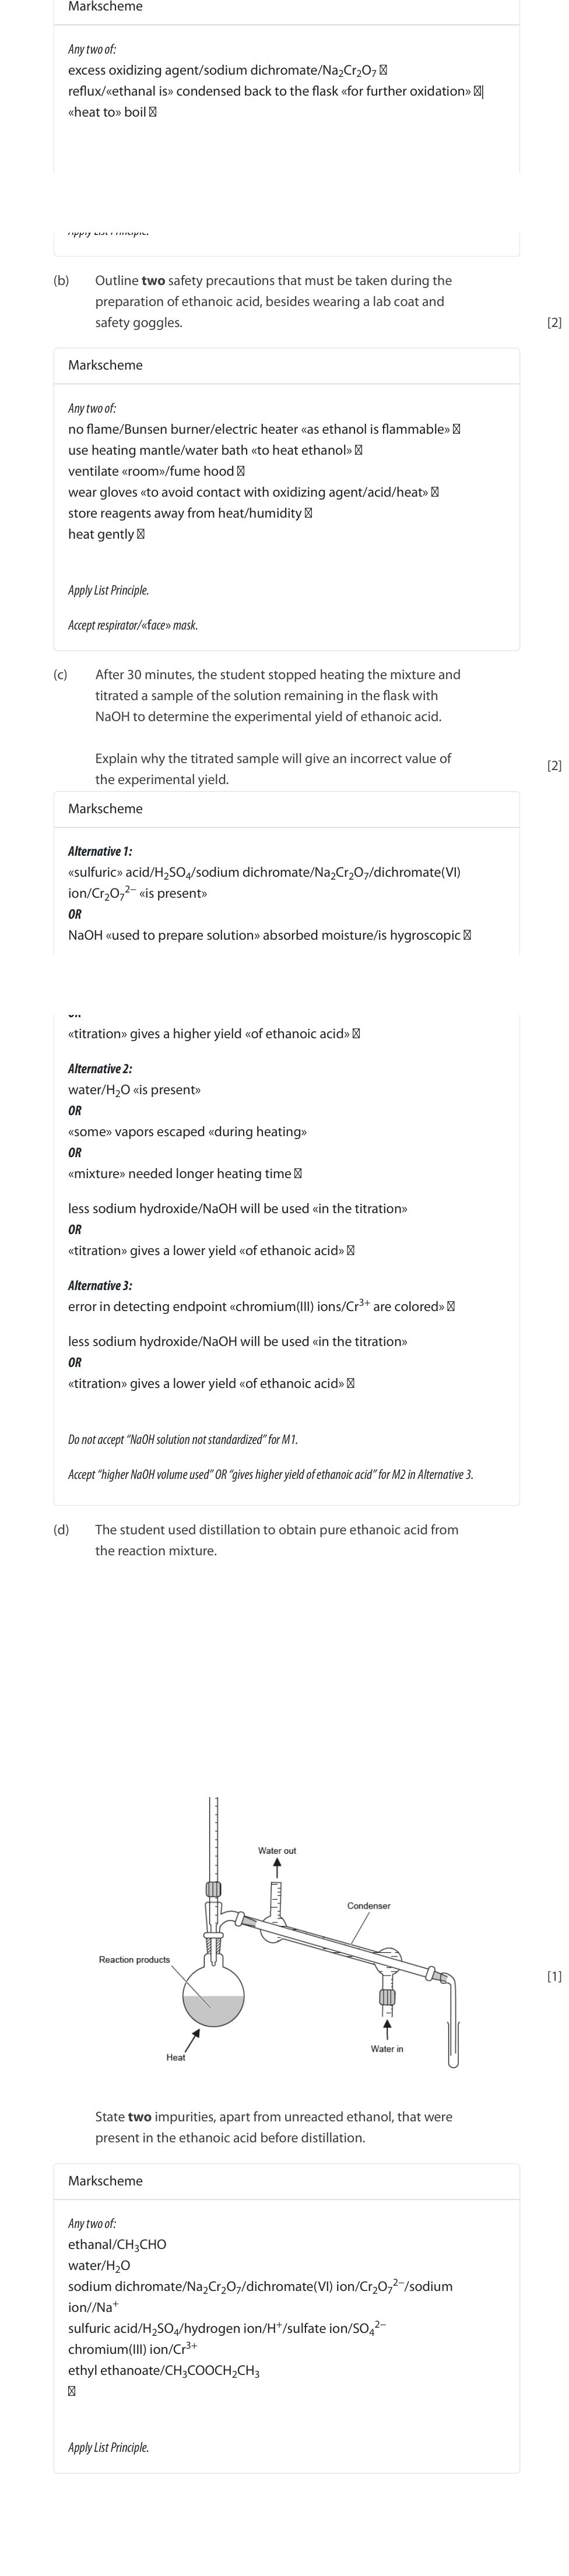 Markscheme
Any two of:
excess oxidizing agent/sodium dichromate/Na₂Cr₂O₇ 
reflux/«ethanal is» condensed back to the flask «for further oxidation» |
«heat to» boil 
Apply List Principle.
(b) Outline two safety precautions that must be taken during the
preparation of ethanoic acid, besides wearing a lab coat and
safety goggles. [2]
Markscheme
Any two of:
no flame/Bunsen burner/electric heater «as ethanol is flammable» 
use heating mantle/water bath «to heat ethanol» 
ventilate «room»/fume hood 
wear gloves «to avoid contact with oxidizing agent/acid/heat» 
store reagents away from heat/humidity 
heat gently 
Apply List Principle.
Accept respirator/«face» mask.
(c) After 30 minutes, the student stopped heating the mixture and
titrated a sample of the solution remaining in the flask with
NaOH to determine the experimental yield of ethanoic acid.
Explain why the titrated sample will give an incorrect value of [2]
the experimental yield.
Markscheme
Alternative 1:
«sulfuric» acid/H₂SO₄/sodium dichromate/Na₂Cr₂O₇/dichromate(VI)
ion/Cr₂O₇²⁻ «is present»
OR
NaOH «used to prepare solution» absorbed moisture/is hygroscopic 
OR
«titration» gives a higher yield «of ethanoic acid» 
Alternative 2:
water/H₂O «is present»
OR
«some» vapors escaped «during heating»
OR
«mixture» needed longer heating time 
less sodium hydroxide/NaOH will be used «in the titration»
OR
«titration» gives a lower yield «of ethanoic acid» 
Alternative 3:
error in detecting endpoint «chromium(III) ions/Cr³⁺ are colored» 
less sodium hydroxide/NaOH will be used «in the titration»
OR
«titration» gives a lower yield «of ethanoic acid» 
Do not accept “NaOH solution not standardized” for M1.
Accept “higher NaOH volume used” OR “gives higher yield of ethanoic acid” for M2 in Alternative 3.
(d) The student used distillation to obtain pure ethanoic acid from
the reaction mixture.
Water out
Condenser
Reaction products
[1]
Water in
Heat
State two impurities, apart from unreacted ethanol, that were
present in the ethanoic acid before distillation.
Markscheme
Any two of:
ethanal/CH₃CHO
water/H₂O
sodium dichromate/Na₂Cr₂O₇/dichromate(VI) ion/Cr₂O₇²⁻/sodium
ion//Na⁺
sulfuric acid/H₂SO₄/hydrogen ion/H⁺/sulfate ion/SO₄²⁻
chromium(III) ion/Cr³⁺
ethyl ethanoate/CH₃COOCH₂CH₃
Apply List Principle.